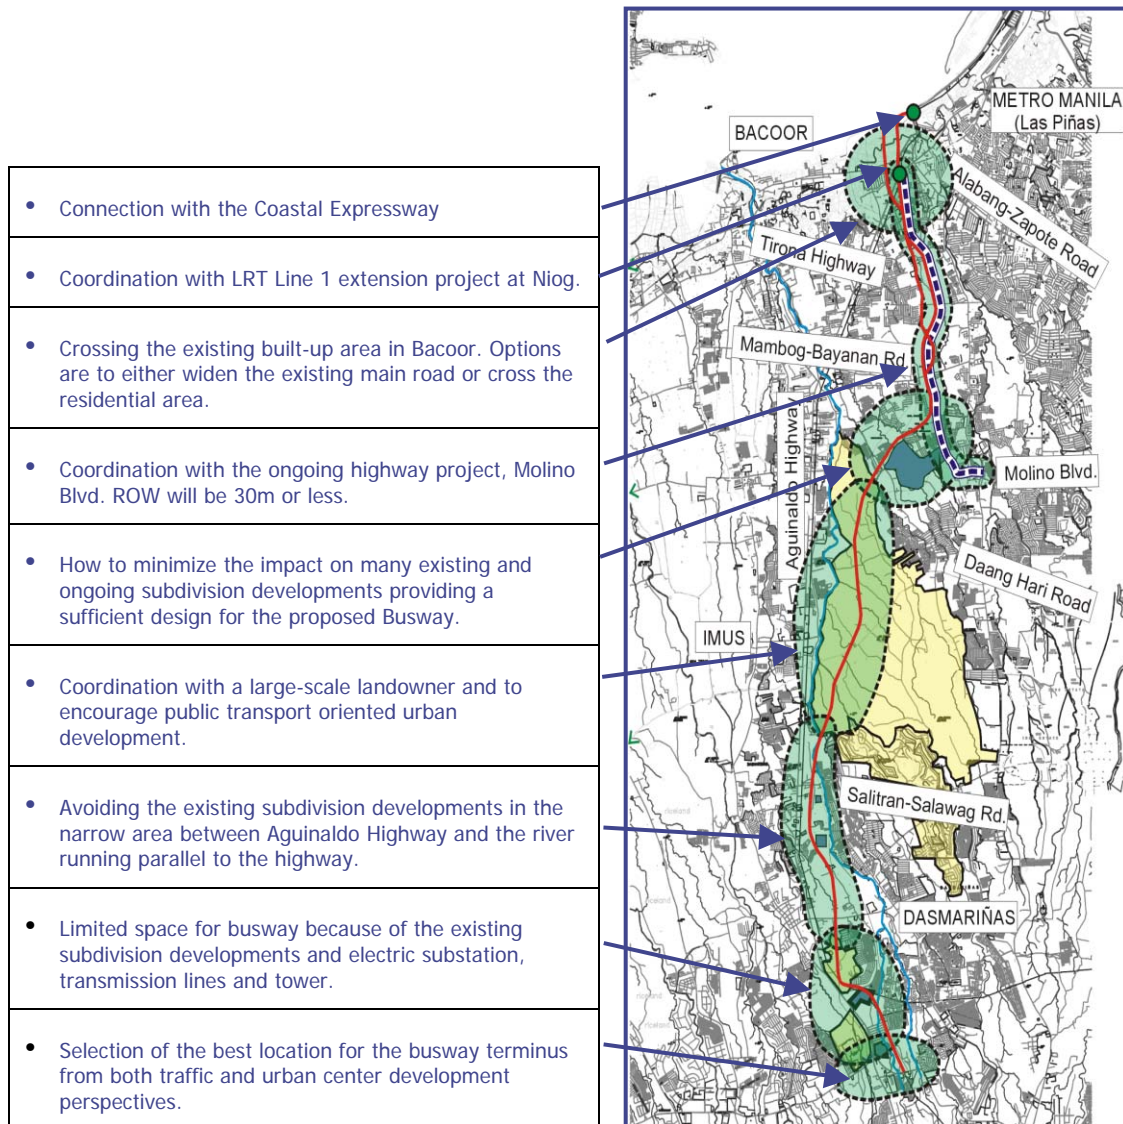 • Connection with the Coastal Expressway
• Coordination with LRT Line 1 extension project at Niog.
• Crossing the existing built-up area in Bacoor. Options
are to either widen the existing main road or cross the
residential area.
• Coordination with the ongoing highway project, Molino
Blvd. ROW will be 30m or less.
• How to minimize the impact on many existing and
ongoing subdivision developments providing a
sufficient design for the proposed Busway.
• Coordination with a large-scale landowner and to
encourage public transport oriented urban
development.
• Avoiding the existing subdivision developments in the
narrow area between Aguinaldo Highway and the river
running parallel to the highway.
• Limited space for busway because of the existing
subdivision developments and electric substation,
transmission lines and tower.
• Selection of the best location for the busway terminus
from both traffic and urban center development
perspectives.
METRO MANILA
(Las Piñas)
BACOOR
Alabang-Zapote Road
Tirona Highway
Mambog-Bayanan Rd
Aguinaldo Highway
Molino Blvd.
Daang Hari Road
IMUS
Salitran-Salawag Rd.
DASMARIÑAS